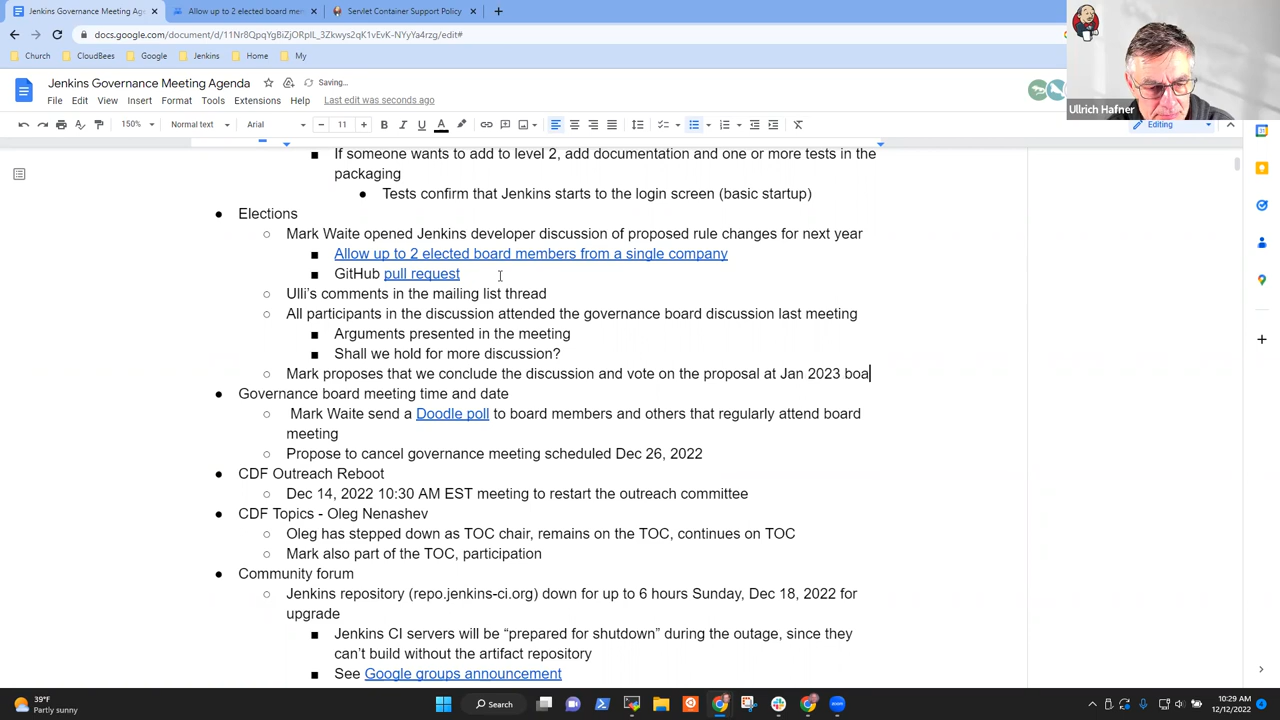 Jenkins Governance Meeting Agenda
Allow up to 2 elected board mem
Servlet Container Support Policy
docs.google.com/document/d/11Nr8QpqYgBiZjORpIL_3Zkwys2qK1vEvK-NYyYa4rzg/edit#
Church CloudBees Google Jenkins Home My
Jenkins Governance Meeting Agenda Saving...
File Edit View Insert Format Tools Extensions Help Last edit was seconds ago
150% Normal text Arial 11 Editing
Ullrich Hafner
■ If someone wants to add to level 2, add documentation and one or more tests in the
packaging
● Tests confirm that Jenkins starts to the login screen (basic startup)
● Elections
○ Mark Waite opened Jenkins developer discussion of proposed rule changes for next year
■ Allow up to 2 elected board members from a single company
■ GitHub pull request
○ Ulli’s comments in the mailing list thread
○ All participants in the discussion attended the governance board discussion last meeting
■ Arguments presented in the meeting
■ Shall we hold for more discussion?
○ Mark proposes that we conclude the discussion and vote on the proposal at Jan 2023 boa
● Governance board meeting time and date
○ Mark Waite send a Doodle poll to board members and others that regularly attend board
meeting
○ Propose to cancel governance meeting scheduled Dec 26, 2022
● CDF Outreach Reboot
○ Dec 14, 2022 10:30 AM EST meeting to restart the outreach committee
● CDF Topics - Oleg Nenashev
○ Oleg has stepped down as TOC chair, remains on the TOC, continues on TOC
○ Mark also part of the TOC, participation
● Community forum
○ Jenkins repository (repo.jenkins-ci.org) down for up to 6 hours Sunday, Dec 18, 2022 for
upgrade
■ Jenkins CI servers will be “prepared for shutdown” during the outage, since they
can’t build without the artifact repository
■ See Google groups announcement
39°F
Partly sunny
Search
10:29 AM
12/12/2022